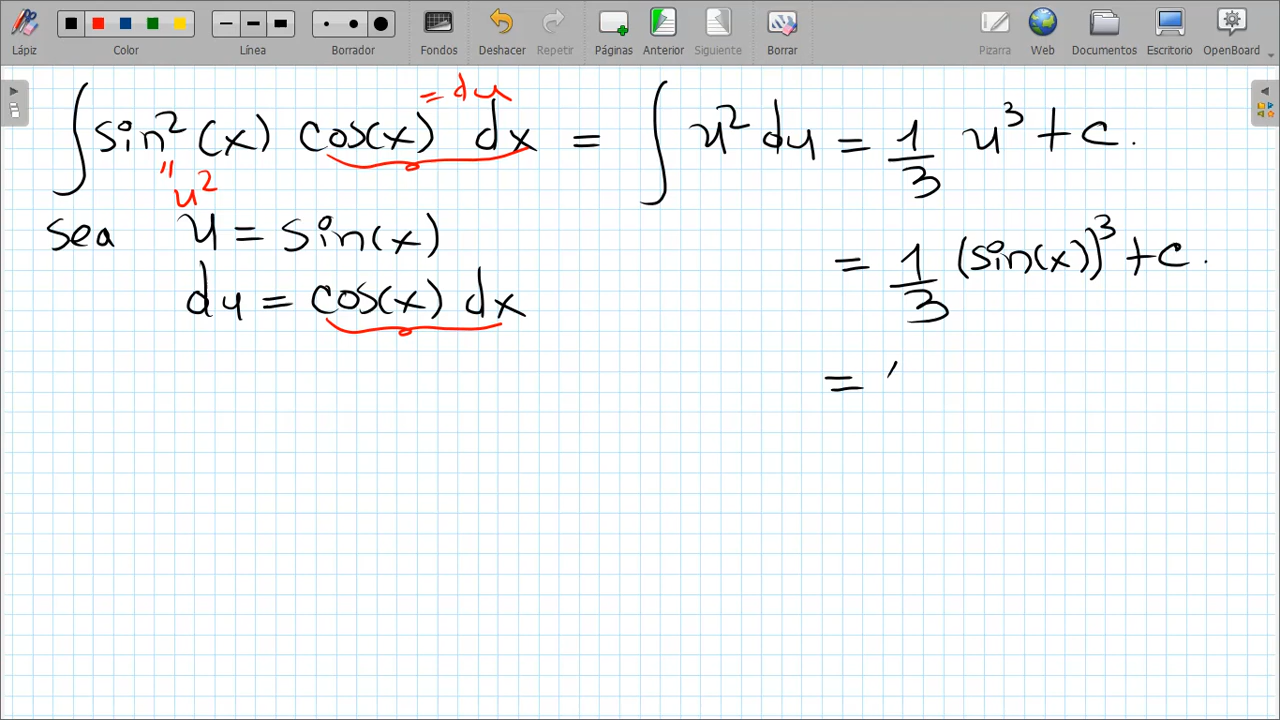 Lápiz Color Línea Borrador Fondos Deshacer Repetir Páginas Anterior Siguiente Borrar Pizarra Web Documentos Escritorio OpenBoard
= du
∫ sin² (x) cos(x) dx = ∫ u² du = 1/3 u³ + c.
" u²
sea u = sin(x)
= 1/3 (sin(x))³ + c.
du = cos(x) dx
=